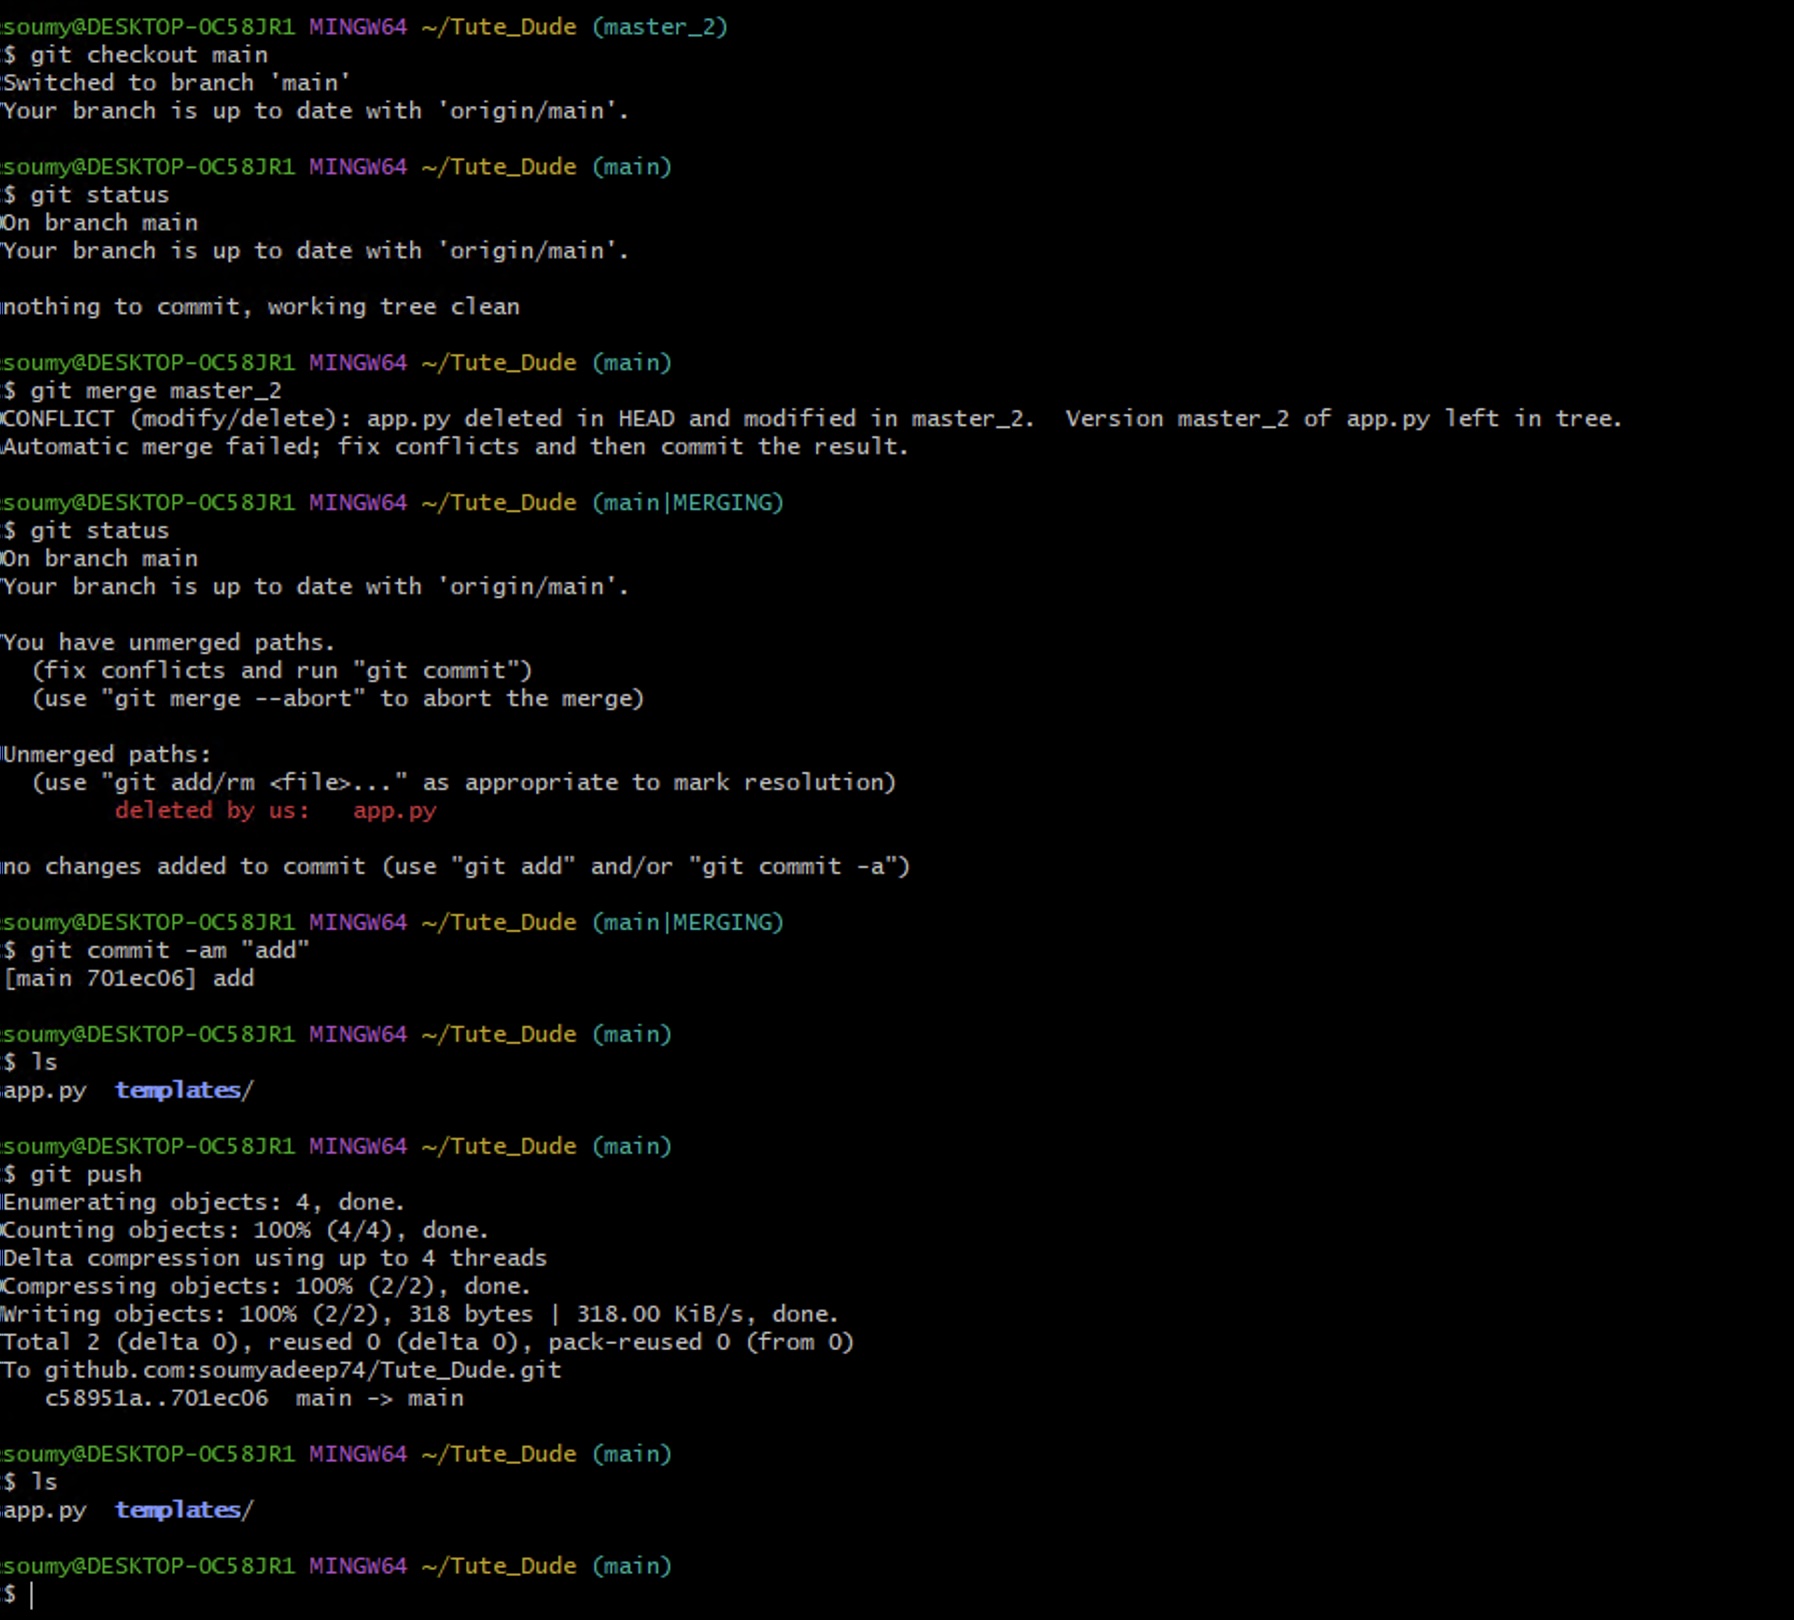 soumy@DESKTOP-OC58JR1 MINGW64 ~/Tute_Dude (master_2)
$ git checkout main
Switched to branch 'main'
Your branch is up to date with 'origin/main'.
soumy@DESKTOP-OC58JR1 MINGW64 ~/Tute_Dude (main)
$ git status
On branch main
Your branch is up to date with 'origin/main'.
nothing to commit, working tree clean
soumy@DESKTOP-OC58JR1 MINGW64 ~/Tute_Dude (main)
$ git merge master_2
CONFLICT (modify/delete): app.py deleted in HEAD and modified in master_2.  Version master_2 of app.py left in tree.
Automatic merge failed; fix conflicts and then commit the result.
soumy@DESKTOP-OC58JR1 MINGW64 ~/Tute_Dude (main|MERGING)
$ git status
On branch main
Your branch is up to date with 'origin/main'.
You have unmerged paths.
  (fix conflicts and run "git commit")
  (use "git merge --abort" to abort the merge)
Unmerged paths:
  (use "git add/rm <file>..." as appropriate to mark resolution)
        deleted by us:   app.py
no changes added to commit (use "git add" and/or "git commit -a")
soumy@DESKTOP-OC58JR1 MINGW64 ~/Tute_Dude (main|MERGING)
$ git commit -am "add"
[main 701ec06] add
soumy@DESKTOP-OC58JR1 MINGW64 ~/Tute_Dude (main)
$ ls
app.py  templates/
soumy@DESKTOP-OC58JR1 MINGW64 ~/Tute_Dude (main)
$ git push
Enumerating objects: 4, done.
Counting objects: 100% (4/4), done.
Delta compression using up to 4 threads
Compressing objects: 100% (2/2), done.
Writing objects: 100% (2/2), 318 bytes | 318.00 KiB/s, done.
Total 2 (delta 0), reused 0 (delta 0), pack-reused 0 (from 0)
To github.com:soumyadeep74/Tute_Dude.git
   c58951a..701ec06  main -> main
soumy@DESKTOP-OC58JR1 MINGW64 ~/Tute_Dude (main)
$ ls
app.py  templates/
soumy@DESKTOP-OC58JR1 MINGW64 ~/Tute_Dude (main)
$